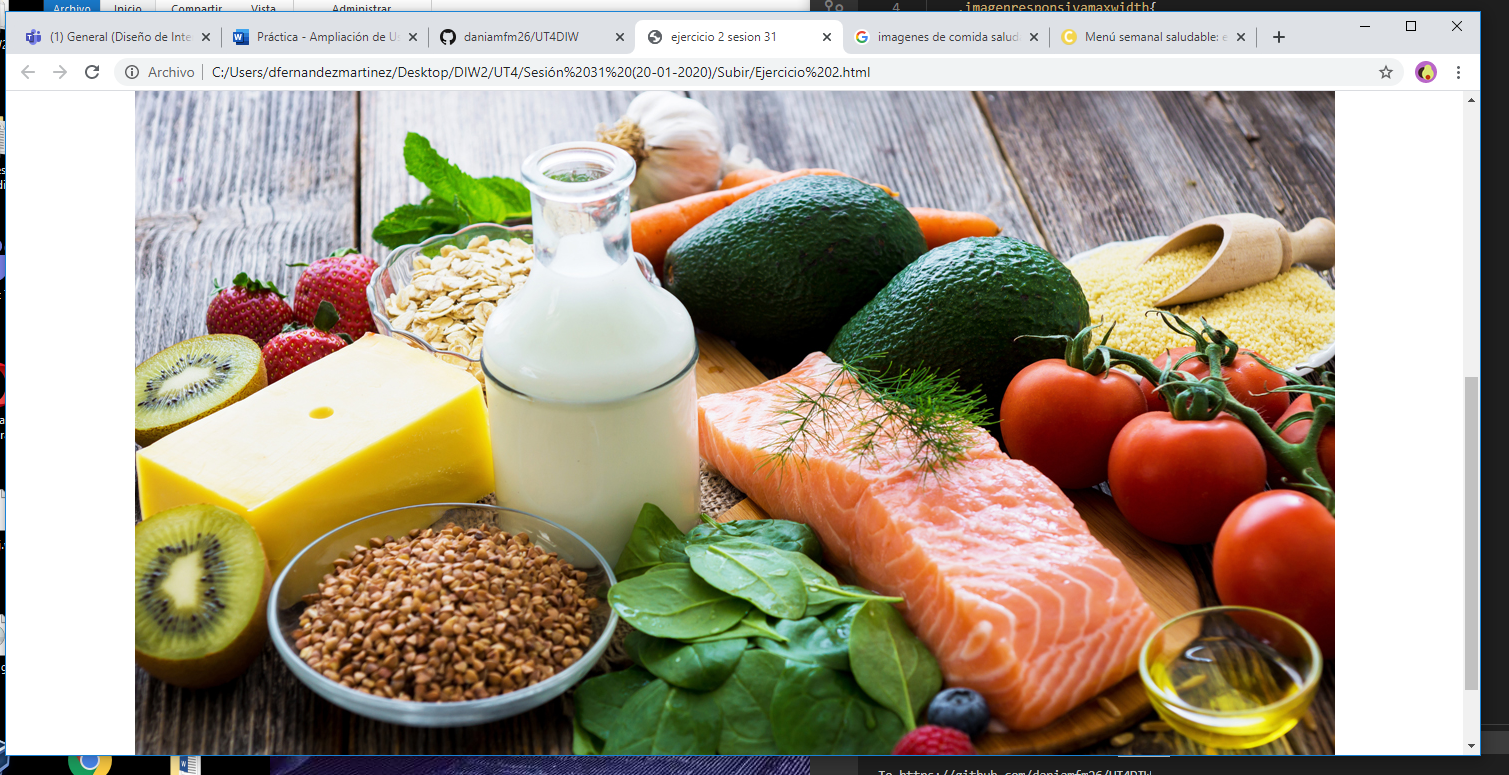 Archivo Inicio Compartir Vista Administrar
4 .imagenresponsivamaxwidth{
(1) General (Diseño de Inte
Práctica - Ampliación de U
daniamfm26/UT4DIW
ejercicio 2 sesion 31
imagenes de comida salud
Menú semanal saludable: e
Archivo C:/Users/dfernandezmartinez/Desktop/DIW2/UT4/Sesión%2031%20(20-01-2020)/Subir/Ejercicio%202.html
To https://github.com/daniamfm26/UT4DIW